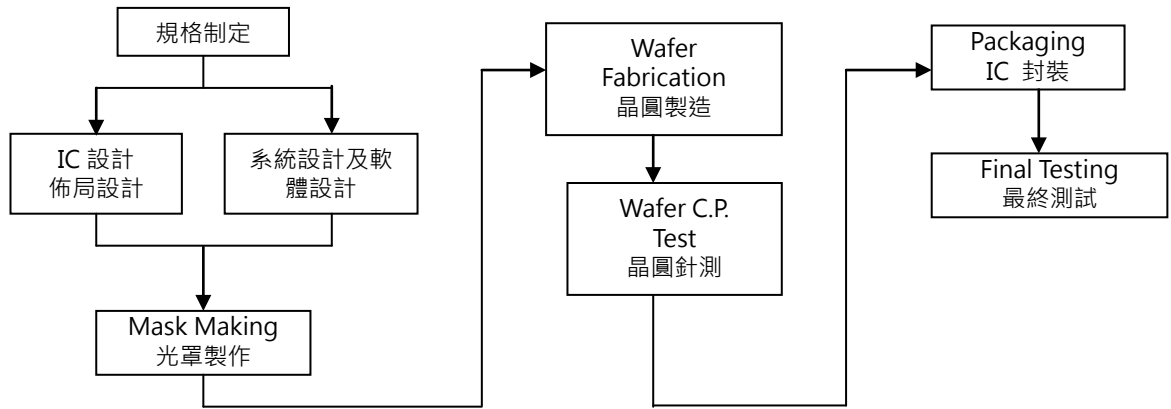 規格制定
IC 設計
佈局設計
系統設計及軟
體設計
Mask Making
光罩製作
Wafer
Fabrication
晶圓製造
Wafer C.P.
Test
晶圓針測
Packaging
IC 封裝
Final Testing
最終測試